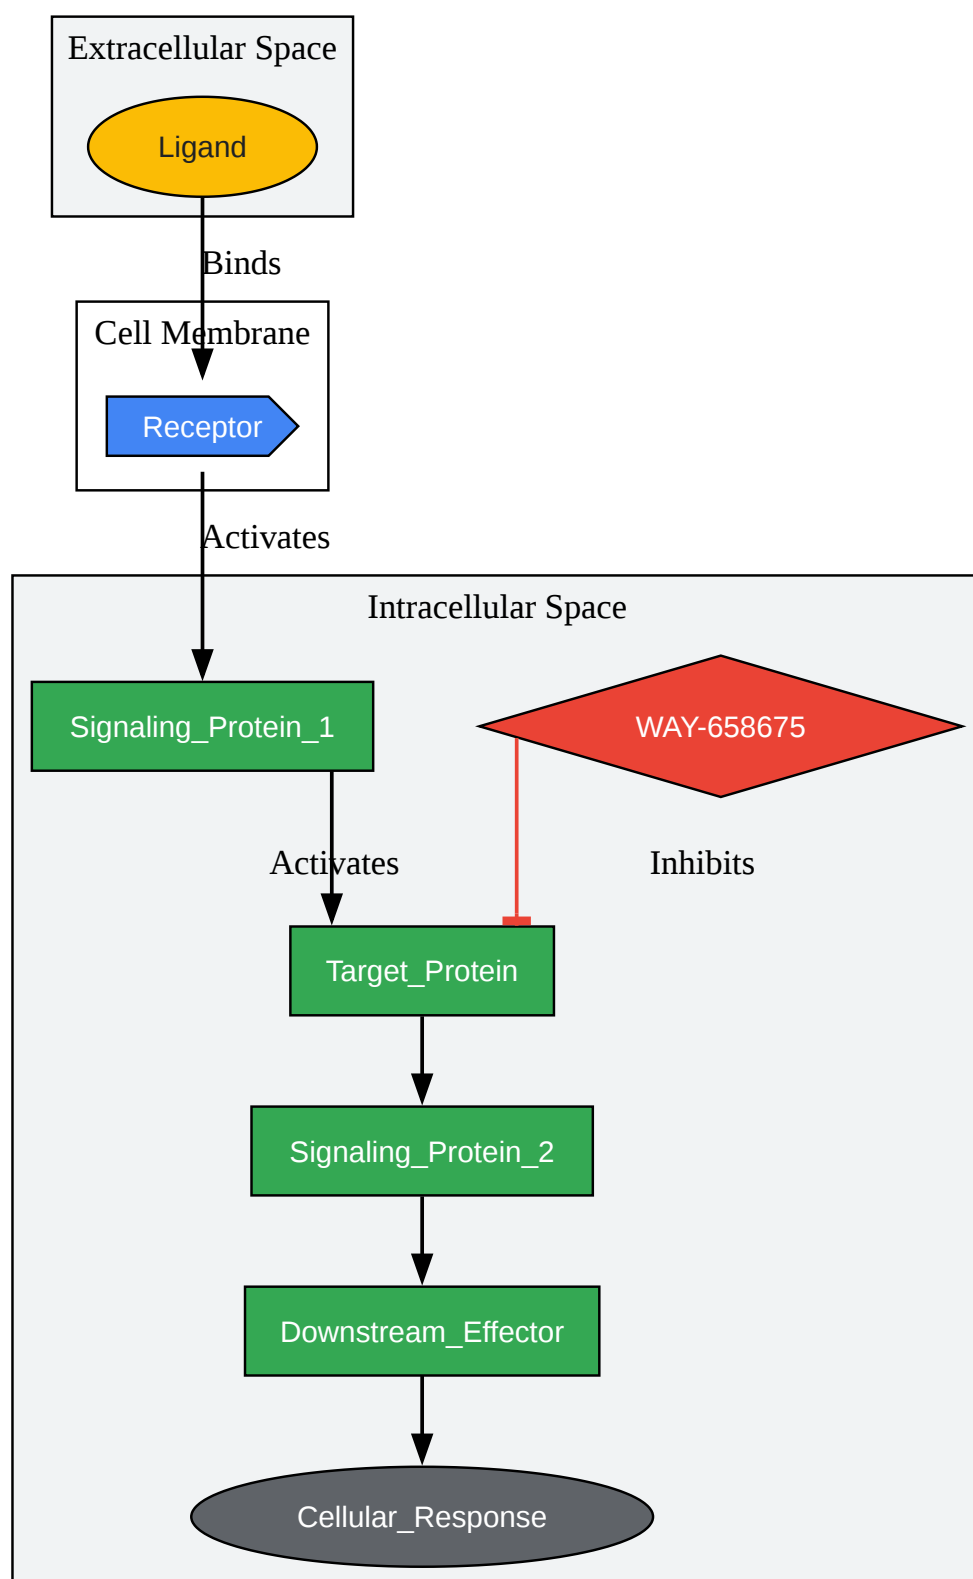 Extracellular Space
Ligand
Binds
Cell Membrane
Receptor
Activates
Intracellular Space
Signaling_Protein_1
WAY-658675
Activates
Inhibits
Target_Protein
Signaling_Protein_2
Downstream_Effector
Cellular_Response